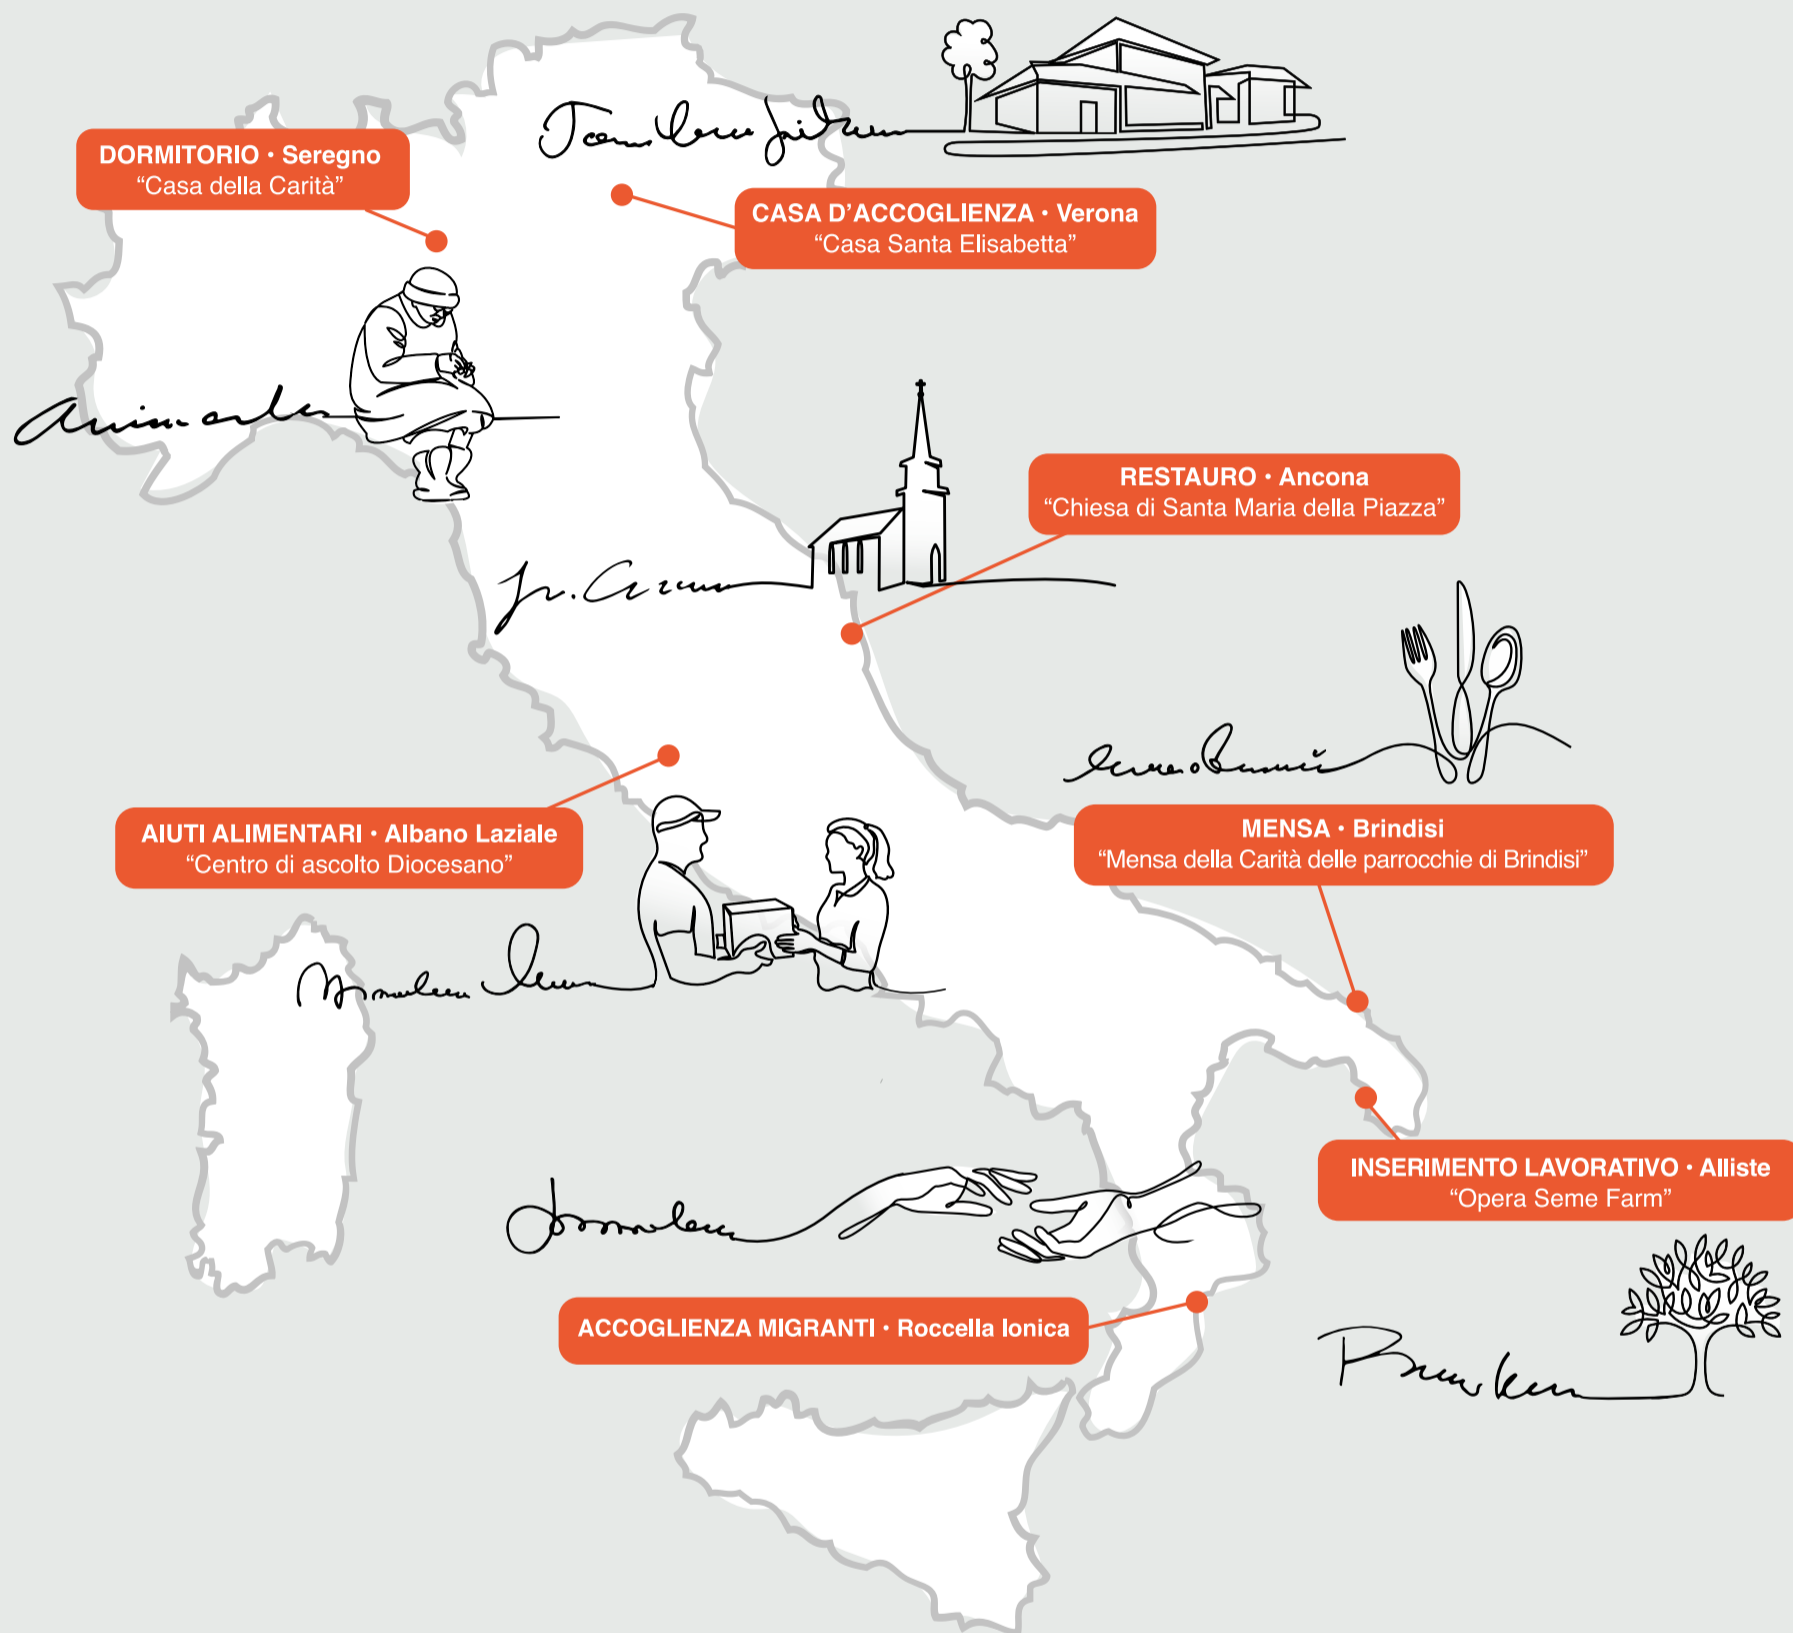 DORMITORIO • Seregno
“Casa della Carità”
CASA D’ACCOGLIENZA • Verona
“Casa Santa Elisabetta”
RESTAURO • Ancona
“Chiesa di Santa Maria della Piazza”
AIUTI ALIMENTARI • Albano Laziale
“Centro di ascolto Diocesano”
MENSA • Brindisi
“Mensa della Carità delle parrocchie di Brindisi”
INSERIMENTO LAVORATIVO • Alliste
“Opera Seme Farm”
ACCOGLIENZA MIGRANTI • Roccella Ionica